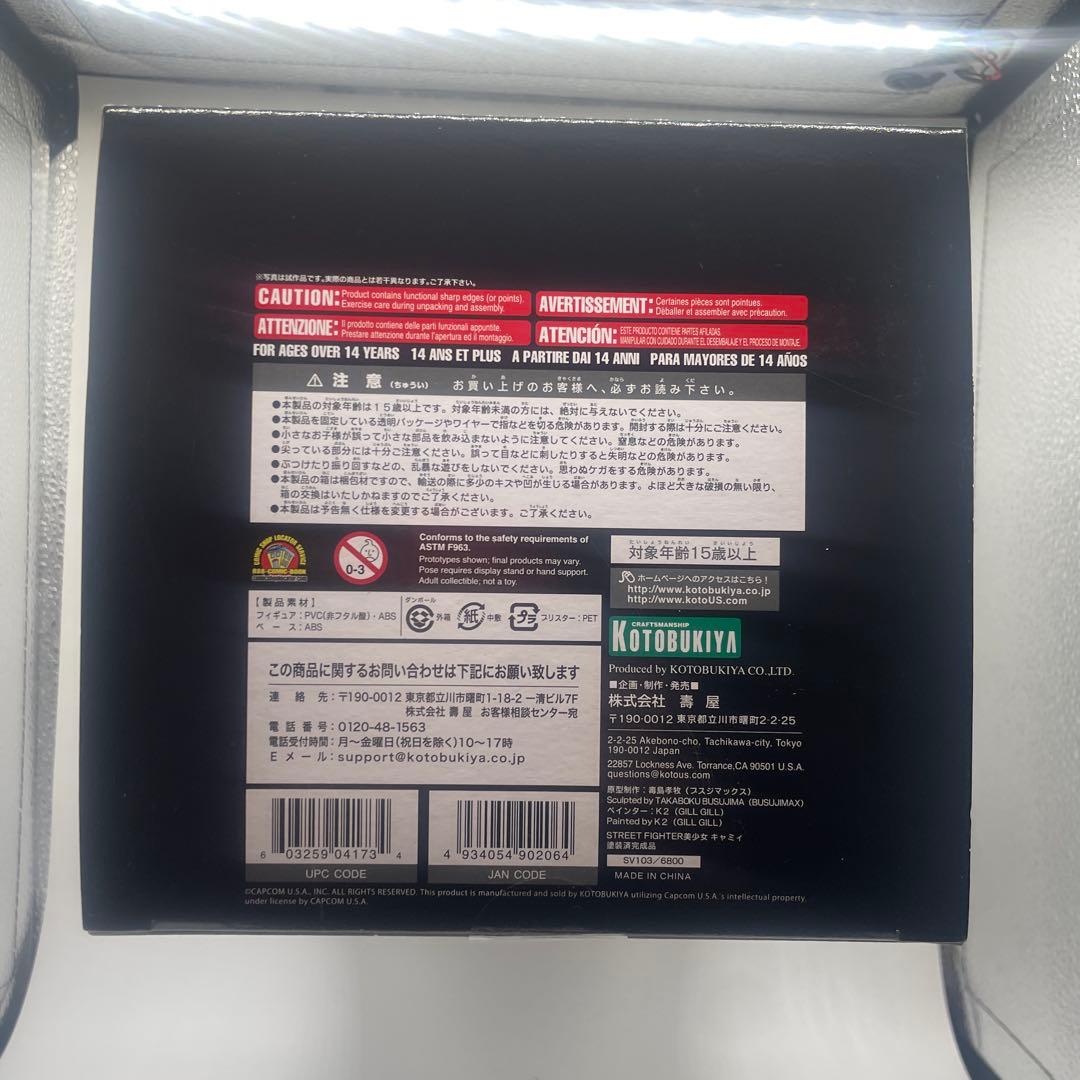 ※写真は試作品です。実際の商品とは若干異なります。ご了承下さい。
CAUTION: Product contains functional sharp edges (or points).
Exercise care during unpacking and assembly.
AVERTISSEMENT: Certaines pièces sont pointues.
Déballer et assembler avec précaution.
ATTENZIONE: Il prodotto contiene delle parti funzionali appuntite.
Prestare attenzione durante l'apertura ed il montaggio.
ATENCIÓN: ESTE PRODUCTO CONTIENE PARTES AFILADAS.
MANIPULAR CON CUIDADO DURANTE EL DESEMBALAJE Y EL PROCESO DE MONTAJE.
FOR AGES OVER 14 YEARS 14 ANS ET PLUS A PARTIRE DAI 14 ANNI PARA MAYORES DE 14 AÑOS
⚠注意(ちゅうい) お買い上げのお客様へ、必ずお読み下さい。
●本製品の対象年齢は15歳以上です。対象年齢未満の方には、絶対に与えないでください。
●本製品を固定している透明パッケージやワイヤーで指などを切る危険があります。開封する際は十分にご注意ください。
●小さなお子様が誤って小さな部品を飲み込まないように注意してください。窒息などの危険があります。
●尖っている部分には十分ご注意ください。誤って目などに刺したりすると失明などの危険があります。
●ぶつけたり振り回すなどの、乱暴な遊びをしないでください。思わぬケガをする危険があります。
●本製品の箱は梱包材ですので、輸送の際に多少のキズや凹が生じる場合があります。よほど大きな破損の無い限り、
箱の交換はいたしかねますのでご了承ください。
●本製品は予告無く仕様を変更する場合がございます。ご了承ください。
COMIC SHOP LOCATOR SERVICE
888-COMIC-BOOK
0-3
Conforms to the safety requirements of
ASTM F963.
Prototypes shown; final products may vary.
Pose requires display stand or hand support.
Adult collectible; not a toy.
対象年齢15歳以上
ホームページへのアクセスはこちら!
http://www.kotobukiya.co.jp
http://www.kotoUS.com
【製品素材】
フィギュア:PVC(非フタル酸)・ABS
ベース:ABS
ダンボール
外箱
紙
中敷
プラ
ブリスター:PET
CRAFTSMANSHIP
KOTOBUKIYA
Produced by KOTOBUKIYA CO.,LTD.
■企画・制作・発売■
株式会社 壽屋
〒190-0012 東京都立川市曙町2-2-25
2-2-25 Akebono-cho, Tachikawa-city, Tokyo
190-0012 Japan
22857 Lockness Ave. Torrance,CA 90501 U.S.A.
questions@kotous.com
この商品に関するお問い合わせは下記にお願い致します
連絡先:〒190-0012 東京都立川市曙町1-18-2 一清ビル7F
株式会社 壽屋 お客様相談センター宛
電話番号:0120-48-1563
電話受付時間:月〜金曜日(祝日を除く)10〜17時
Eメール:support@kotobukiya.co.jp
原型制作:毒島孝牧(ブスジマックス)
Sculpted by TAKABOKU BUSUJIMA (BUSUJIMAX)
ペインター:K2(GILL GILL)
Painted by K2 (GILL GILL)
STREET FIGHTER美少女 キャミィ
塗装済完成品
SV103/6800
MADE IN CHINA
6 03259 04173 4
UPC CODE
4 934054 902064
JAN CODE
©CAPCOM U.S.A., INC. ALL RIGHTS RESERVED. This product is manufactured and sold by KOTOBUKIYA utilizing Capcom U.S.A.'s intellectual property,
under license by CAPCOM U.S.A.